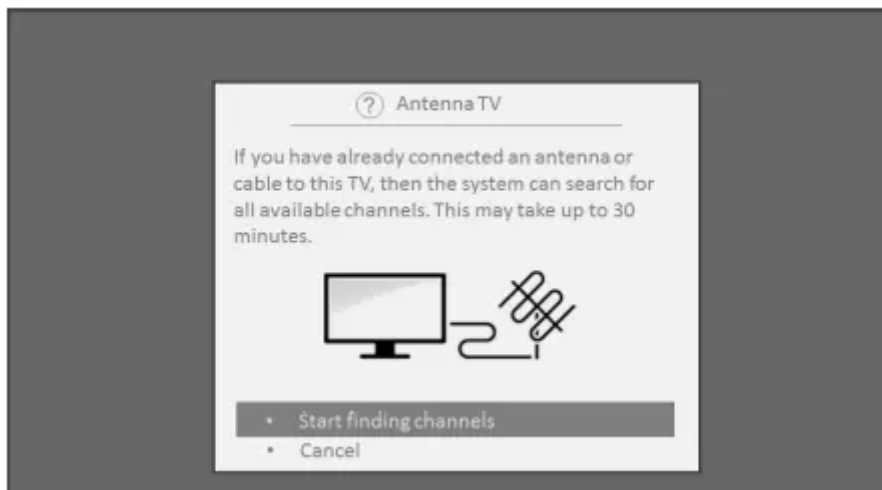 ? Antenna TV
If you have already connected an antenna or
cable to this TV, then the system can search for
all available channels. This may take up to 30
minutes.
• Start finding channels
• Cancel